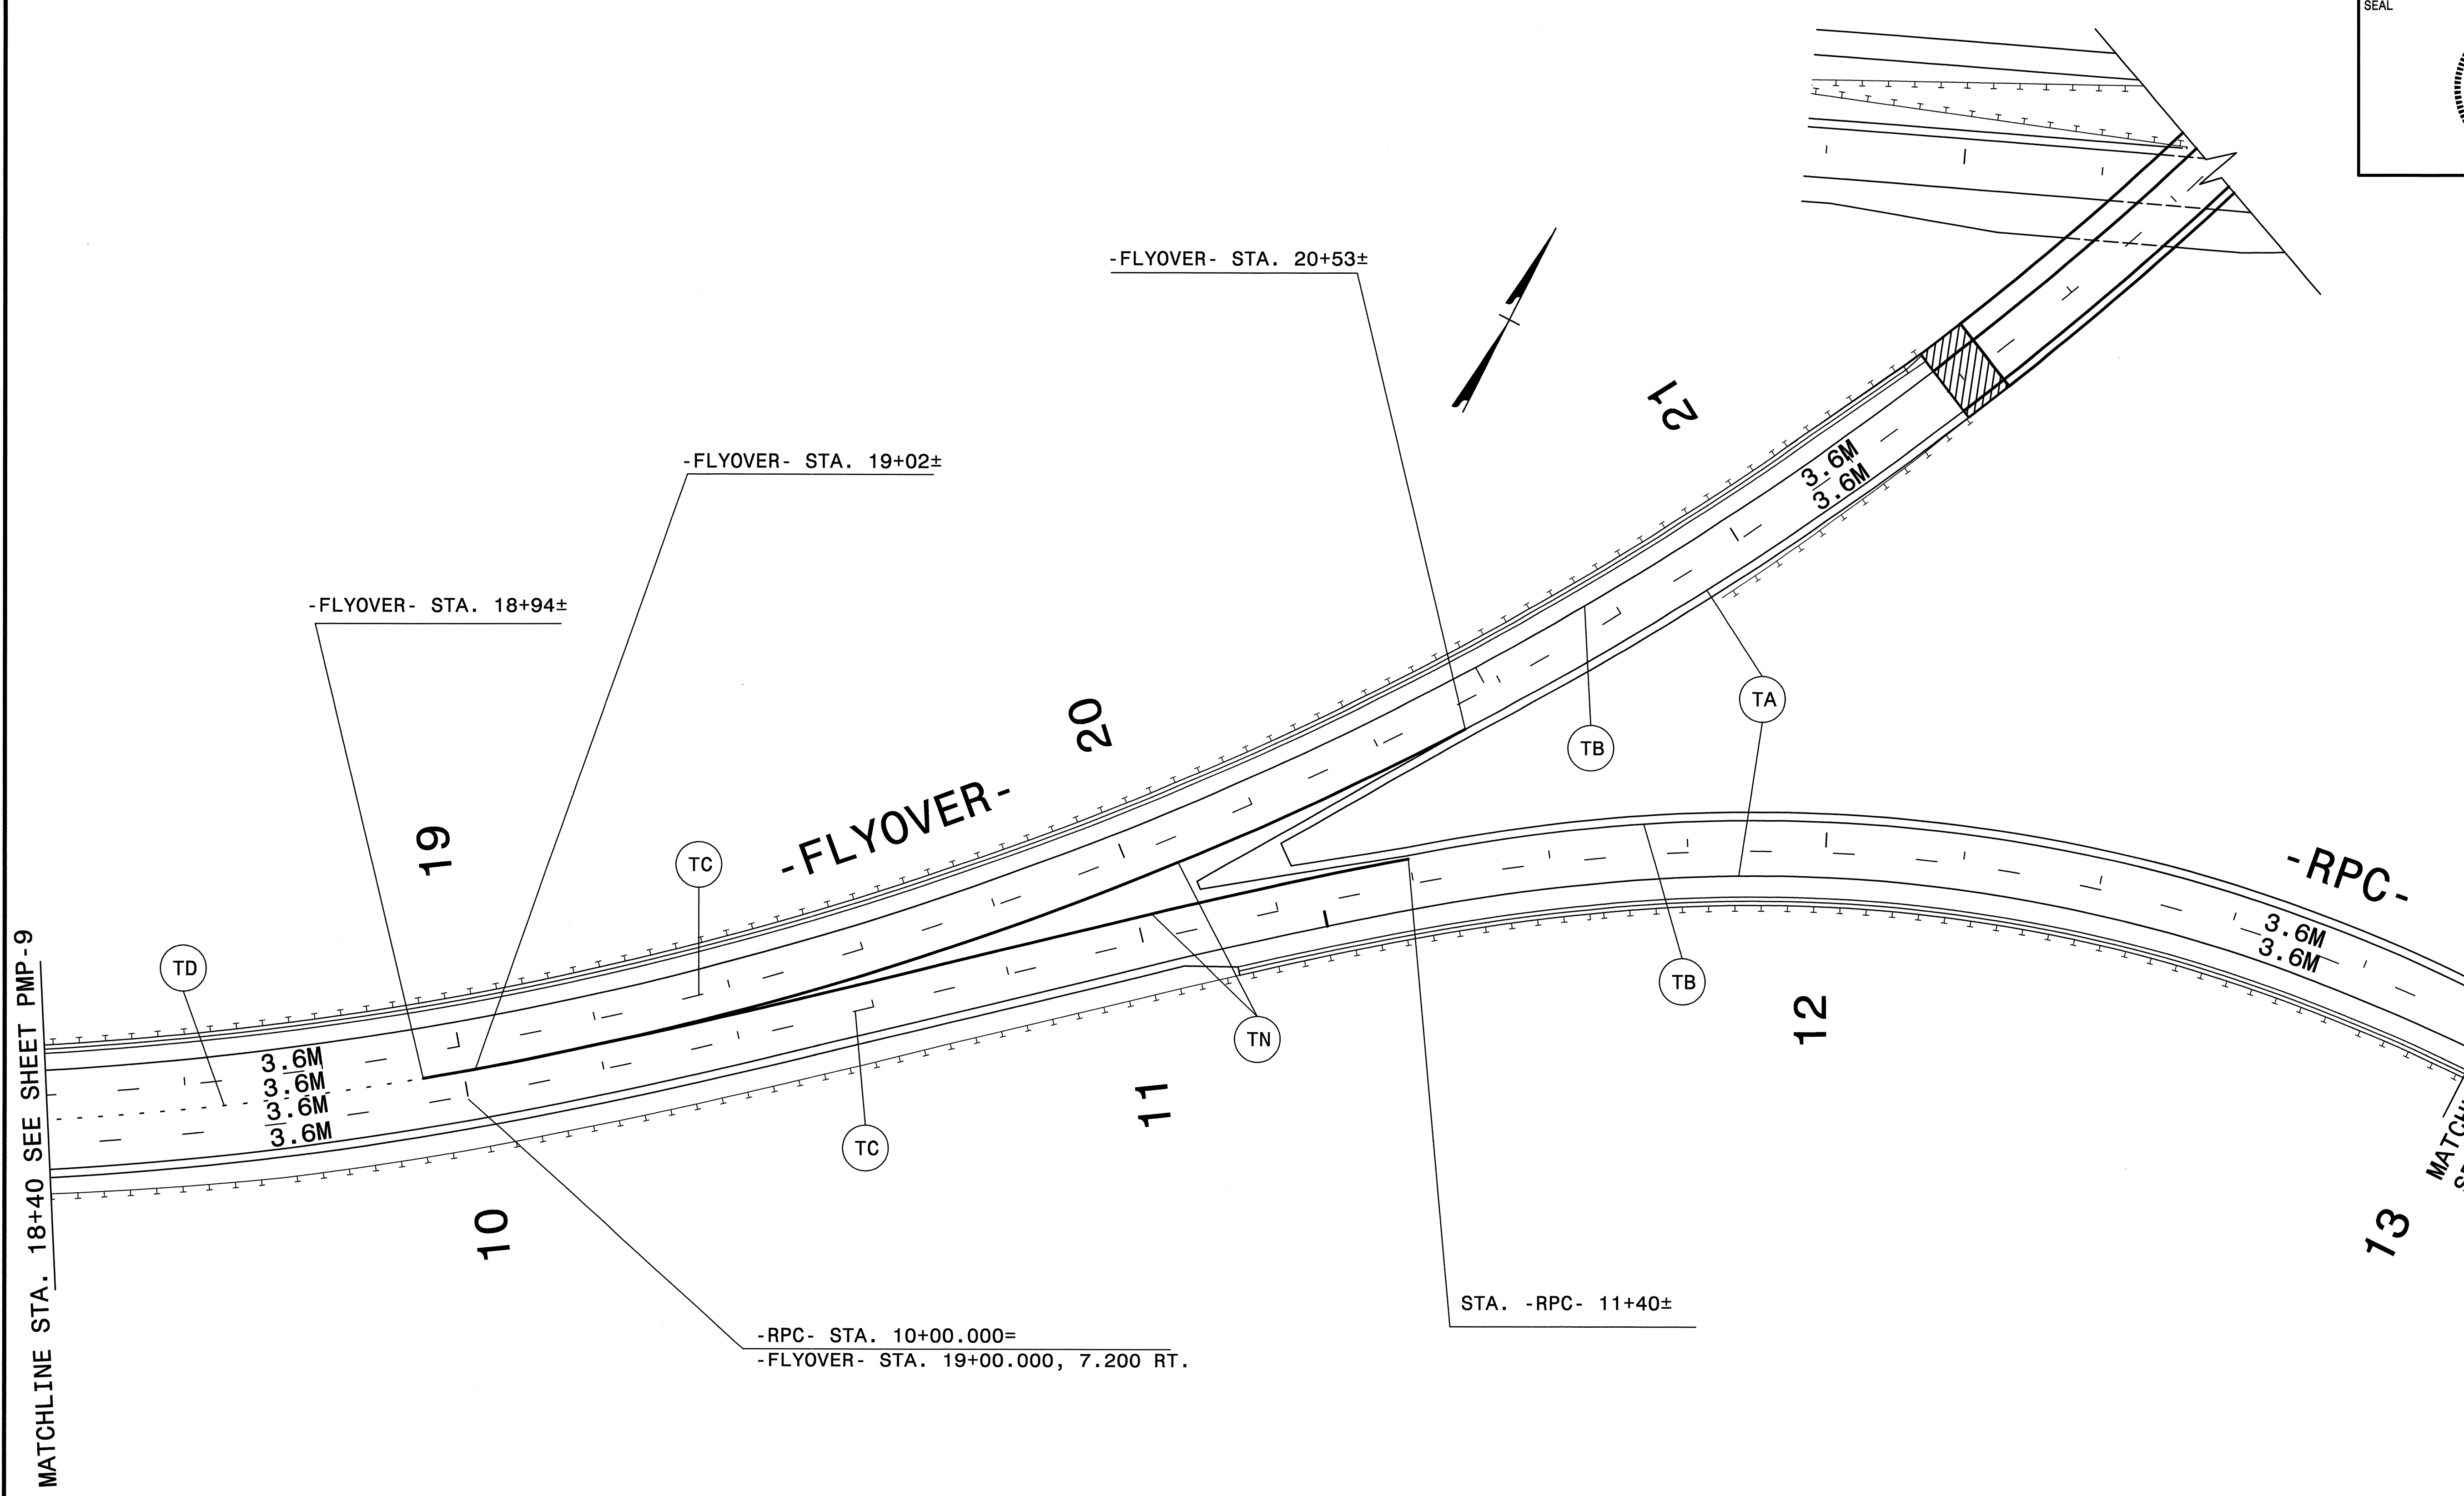 SEAL
-FLYOVER- STA. 20+53±
-FLYOVER- STA. 19+02±
-FLYOVER- STA. 18+94±
21
3.6M
3.6M
20
TA
TB
-FLYOVER-
19
TC
-RPC-
3.6M
3.6M
TD
TB
12
TN
MATCHLINE STA. 18+40 SEE SHEET PMP-9
3.6M
3.6M
3.6M
3.6M
11
TC
10
13
STA. -RPC- 11+40±
-RPC- STA. 10+00.000=
-FLYOVER- STA. 19+00.000, 7.200 RT.